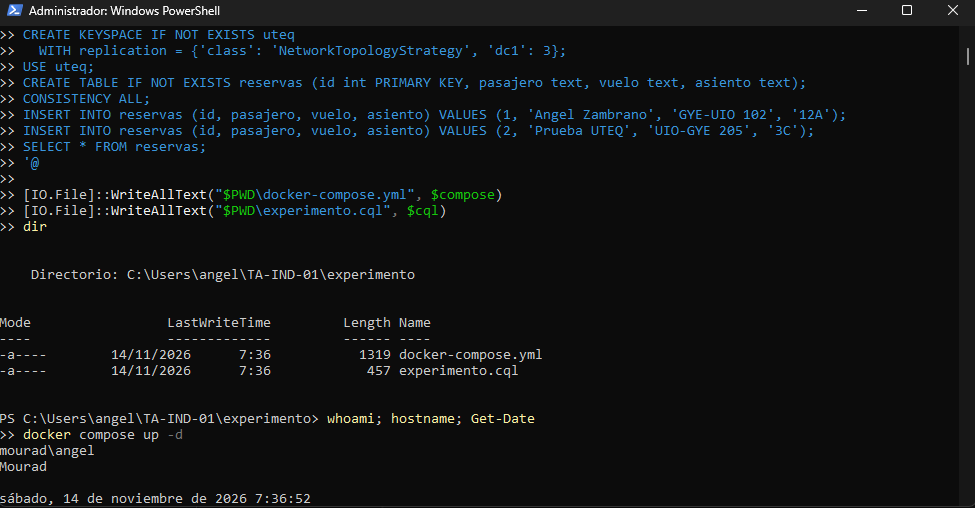 Administrador: Windows PowerShell
>> CREATE KEYSPACE IF NOT EXISTS uteq
>>   WITH replication = {'class': 'NetworkTopologyStrategy', 'dc1': 3};
>> USE uteq;
>> CREATE TABLE IF NOT EXISTS reservas (id int PRIMARY KEY, pasajero text, vuelo text, asiento text);
>> CONSISTENCY ALL;
>> INSERT INTO reservas (id, pasajero, vuelo, asiento) VALUES (1, 'Angel Zambrano', 'GYE-UIO 102', '12A');
>> INSERT INTO reservas (id, pasajero, vuelo, asiento) VALUES (2, 'Prueba UTEQ', 'UIO-GYE 205', '3C');
>> SELECT * FROM reservas;
>> '@
>>
>> [IO.File]::WriteAllText("$PWD\docker-compose.yml", $compose)
>> [IO.File]::WriteAllText("$PWD\experimento.cql", $cql)
>> dir
    Directorio: C:\Users\angel\TA-IND-01\experimento
Mode                 LastWriteTime         Length Name
----                 -------------         ------ ----
-a----        14/11/2026      7:36           1319 docker-compose.yml
-a----        14/11/2026      7:36            457 experimento.cql
PS C:\Users\angel\TA-IND-01\experimento> whoami; hostname; Get-Date
>> docker compose up -d
mourad\angel
Mourad
sábado, 14 de noviembre de 2026 7:36:52